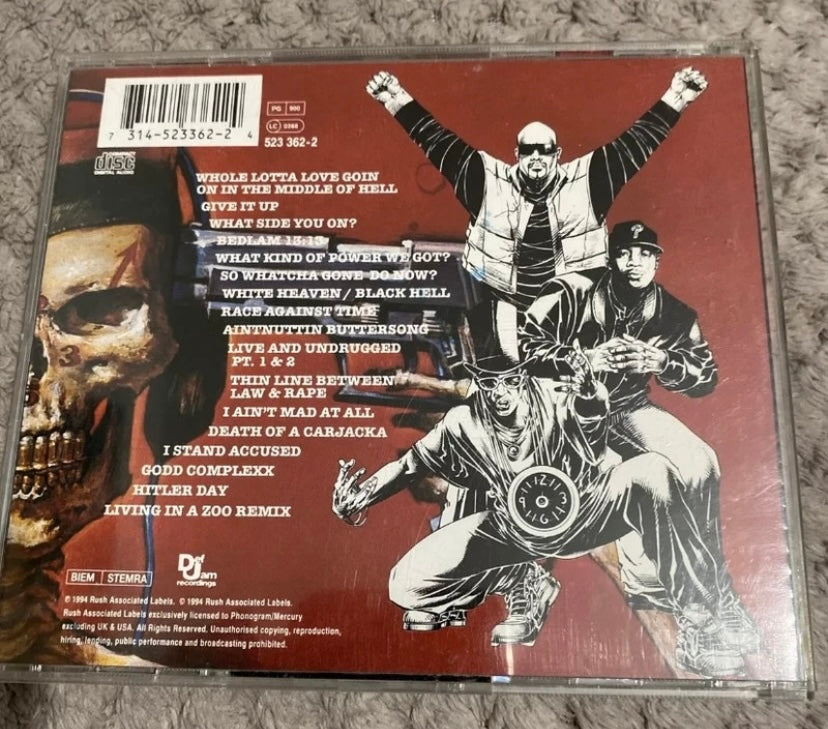 7 314-523362-2 4
PG 900
LC 0268
523 362-2
COMPACT
disc
DIGITAL AUDIO
WHOLE LOTTA LOVE GOIN
ON IN THE MIDDLE OF HELL
GIVE IT UP
WHAT SIDE YOU ON?
BEDLAM 13:13
WHAT KIND OF POWER WE GOT?
SO WHATCHA GONE DO NOW?
WHITE HEAVEN / BLACK HELL
RACE AGAINST TIME
AINTNUTTIN BUTTERSONG
LIVE AND UNDRUGGED
PT. 1 & 2
THIN LINE BETWEEN
LAW & RAPE
I AIN'T MAD AT ALL
DEATH OF A CARJACKA
I STAND ACCUSED
GODD COMPLEXX
HITLER DAY
LIVING IN A ZOO REMIX
BIEM STEMRA
Def
Jam
recordings
℗ 1994 Rush Associated Labels. © 1994 Rush Associated Labels.
Rush Associated Labels exclusively licensed to Phonogram/Mercury
excluding UK & USA. All Rights Reserved. Unauthorised copying, reproduction,
hiring, lending, public performance and broadcasting prohibited.